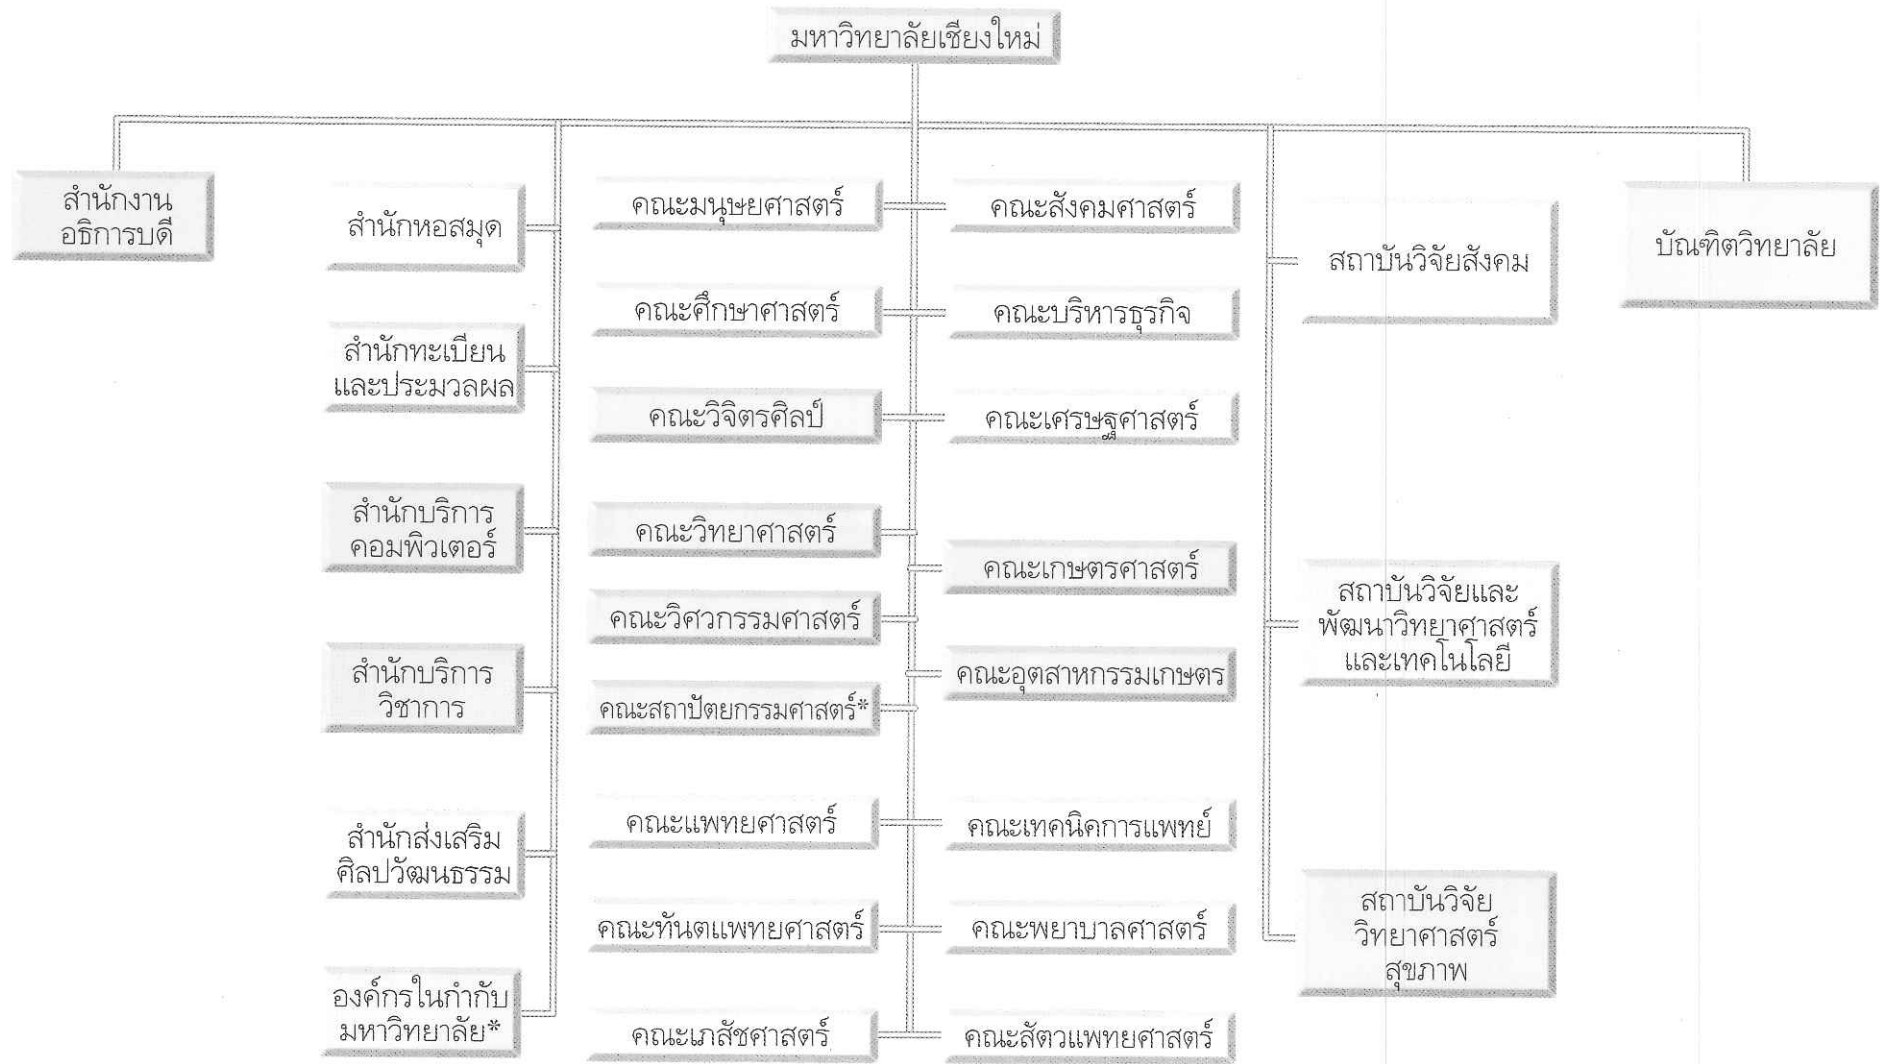 มหาวิทยาลัยเชียงใหม่
สำนักงาน
อธิการบดี
สำนักหอสมุด
สำนักทะเบียน
และประมวลผล
สำนักบริการ
คอมพิวเตอร์
สำนักบริการ
วิชาการ
สำนักส่งเสริม
ศิลปวัฒนธรรม
องค์กรในกำกับ
มหาวิทยาลัย*
คณะมนุษยศาสตร์
คณะสังคมศาสตร์
คณะศึกษาศาสตร์
คณะบริหารธุรกิจ
คณะวิจิตรศิลป์
คณะเศรษฐศาสตร์
คณะวิทยาศาสตร์
คณะเกษตรศาสตร์
คณะวิศวกรรมศาสตร์
คณะอุตสาหกรรมเกษตร
คณะสถาปัตยกรรมศาสตร์*
คณะแพทยศาสตร์
คณะเทคนิคการแพทย์
คณะทันตแพทยศาสตร์
คณะพยาบาลศาสตร์
คณะเภสัชศาสตร์
คณะสัตวแพทยศาสตร์
สถาบันวิจัยสังคม
สถาบันวิจัยและ
พัฒนาวิทยาศาสตร์
และเทคโนโลยี
สถาบันวิจัย
วิทยาศาสตร์
สุขภาพ
บัณฑิตวิทยาลัย